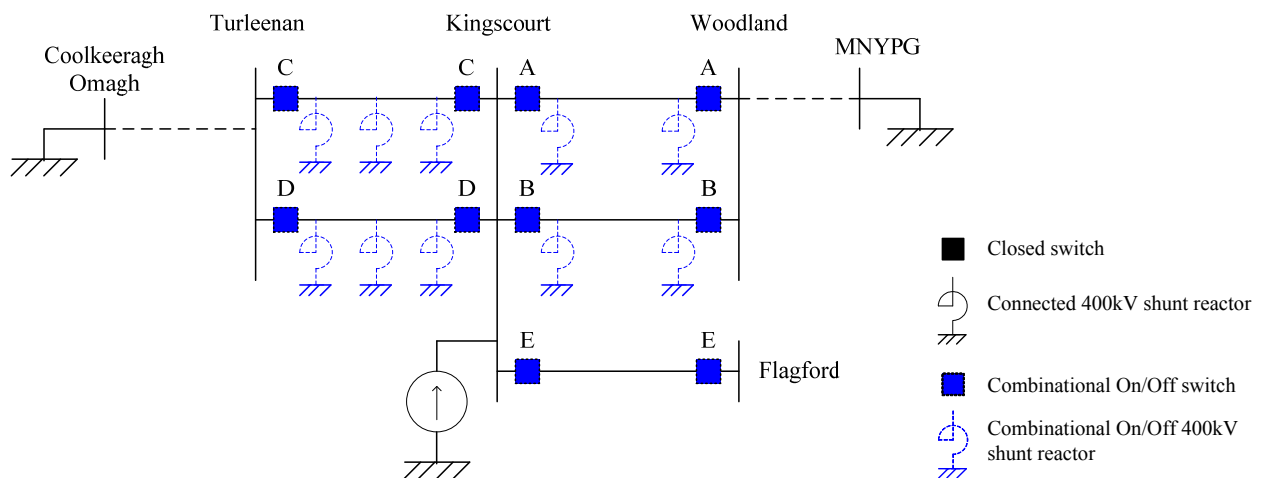 Turleenan
Kingscourt
Woodland
Coolkeeragh
Omagh
MNYPG
C
C
A
A
D
D
B
B
E
E
Flagford
Closed switch
Connected 400kV shunt reactor
Combinational On/Off switch
Combinational On/Off 400kV
shunt reactor